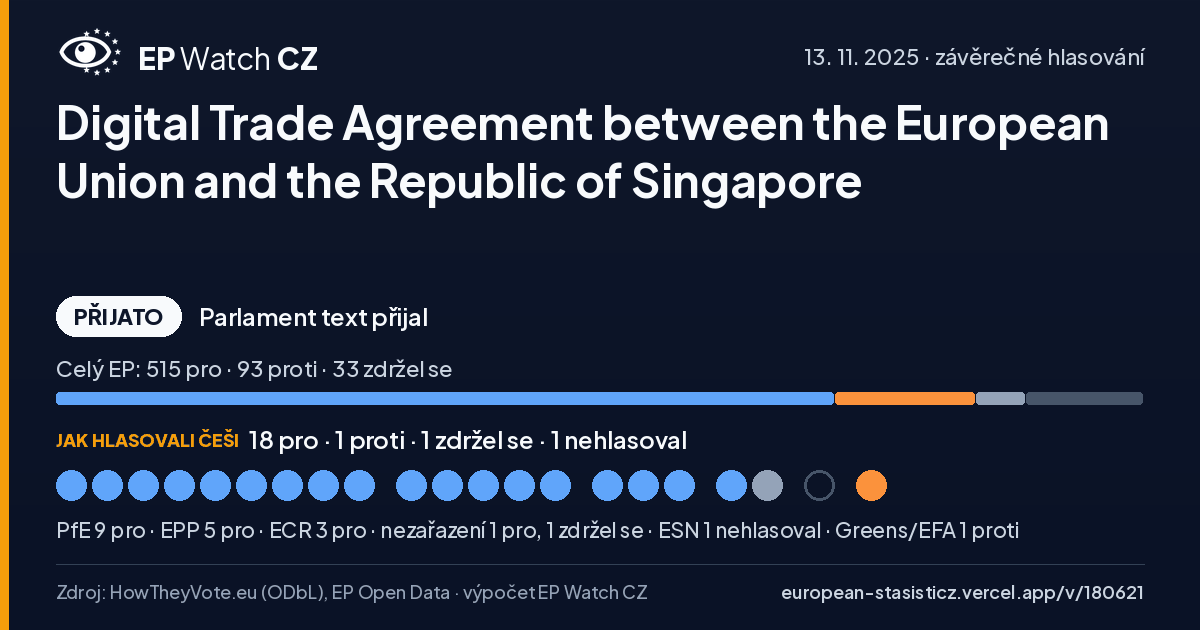 EP Watch CZ
13. 11. 2025 · závěrečné hlasování
Digital Trade Agreement between the European
Union and the Republic of Singapore
PŘIJATO Parlament text přijal
Celý EP: 515 pro · 93 proti · 33 zdržel se
JAK HLASOVALI ČEŠI 18 pro · 1 proti · 1 zdržel se · 1 nehlasoval
PfE 9 pro · EPP 5 pro · ECR 3 pro · nezařazení 1 pro, 1 zdržel se · ESN 1 nehlasoval · Greens/EFA 1 proti
Zdroj: HowTheyVote.eu (ODbL), EP Open Data · výpočet EP Watch CZ
european-stasisticz.vercel.app/v/180621